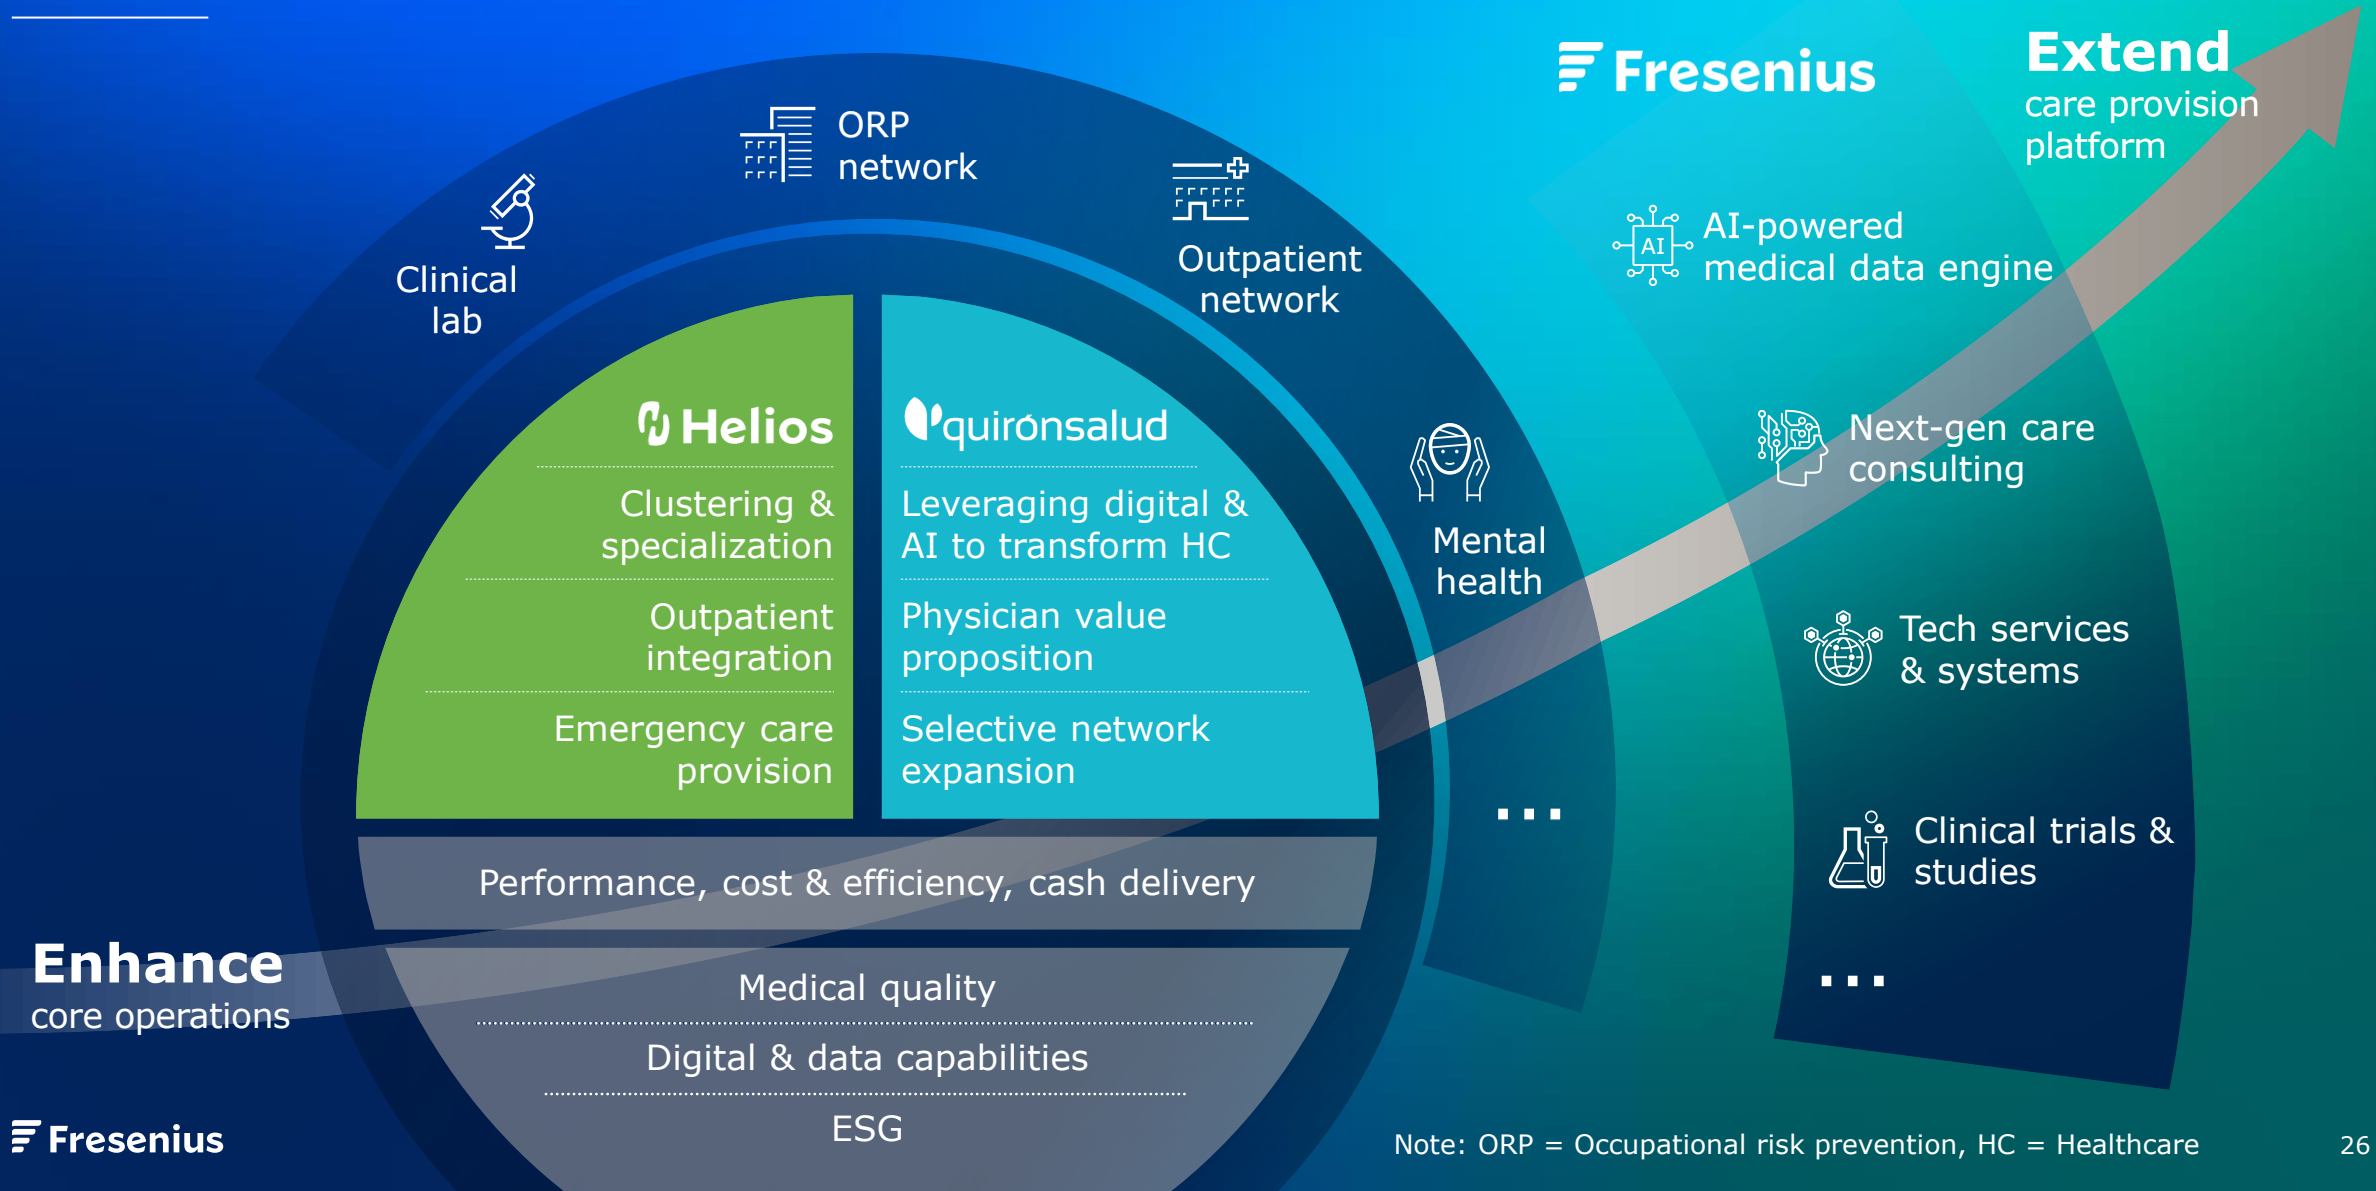 Fresenius
Extend
care provision
platform
ORP
network
Clinical
lab
Outpatient
network
Mental
health
...
AI
AI-powered
medical data engine
Next-gen care
consulting
Tech services
& systems
Clinical trials &
studies
...
Helios
Clustering &
specialization
Outpatient
integration
Emergency care
provision
quirónsalud
Leveraging digital &
AI to transform HC
Physician value
proposition
Selective network
expansion
Performance, cost & efficiency, cash delivery
Medical quality
Digital & data capabilities
ESG
Enhance
core operations
Fresenius
Note: ORP = Occupational risk prevention, HC = Healthcare
26